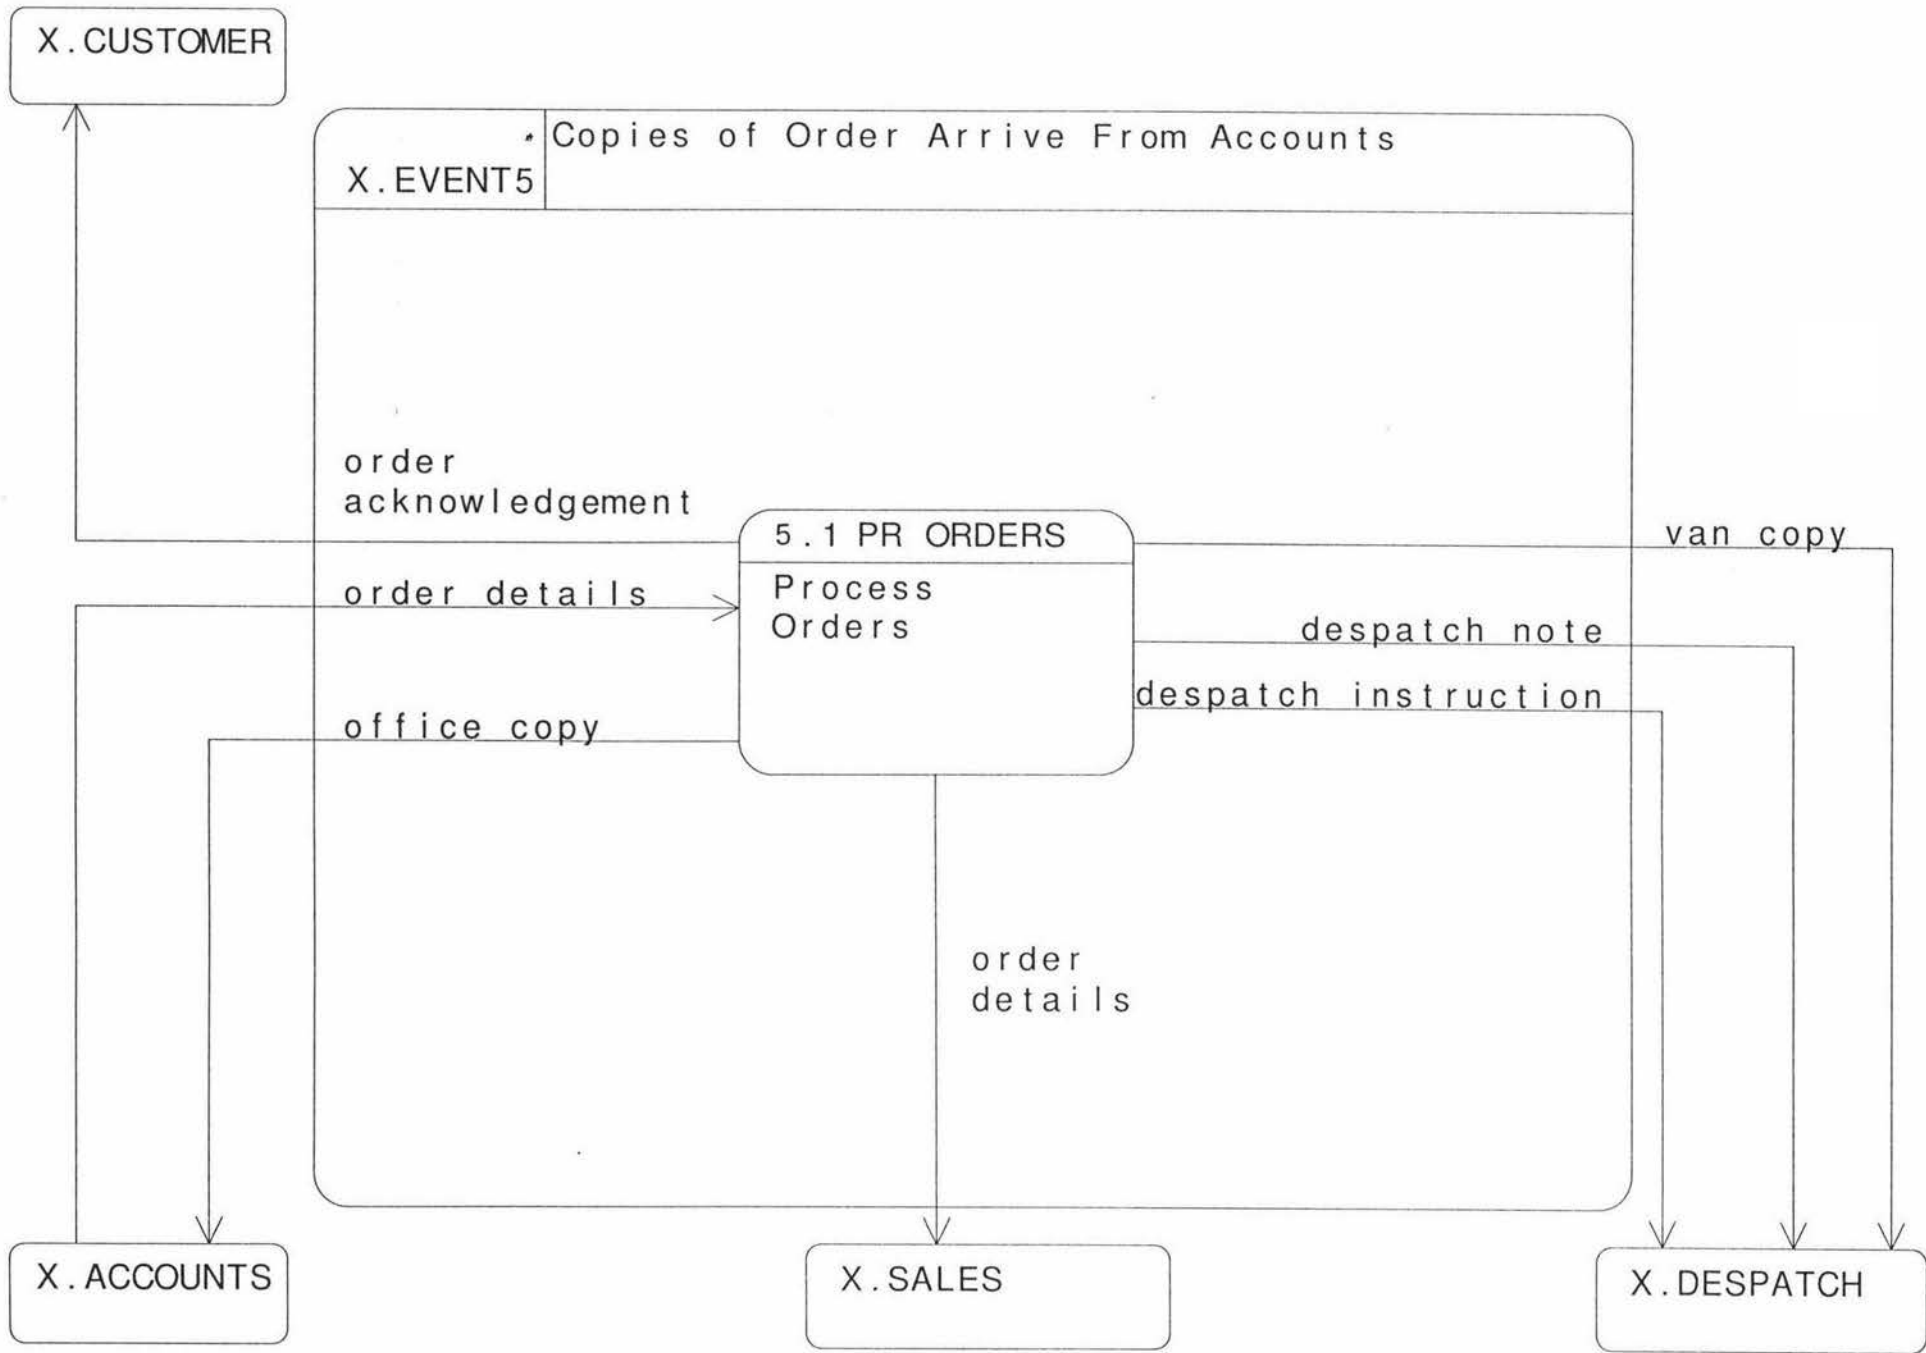 X.CUSTOMER
* Copies of Order Arrive From Accounts
X.EVENT5
order
acknowledgement
5.1 PR ORDERS
van copy
order details
Process
Orders
despatch note
despatch instruction
office copy
order
details
X.ACCOUNTS
X.SALES
X.DESPATCH